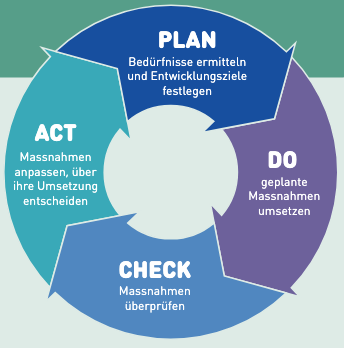 PLAN
Bedürfnisse ermitteln
und Entwicklungsziele
festlegen
DO
geplante
Massnahmen
umsetzen
CHECK
Massnahmen
überprüfen
ACT
Massnahmen
anpassen, über
ihre Umsetzung
entscheiden